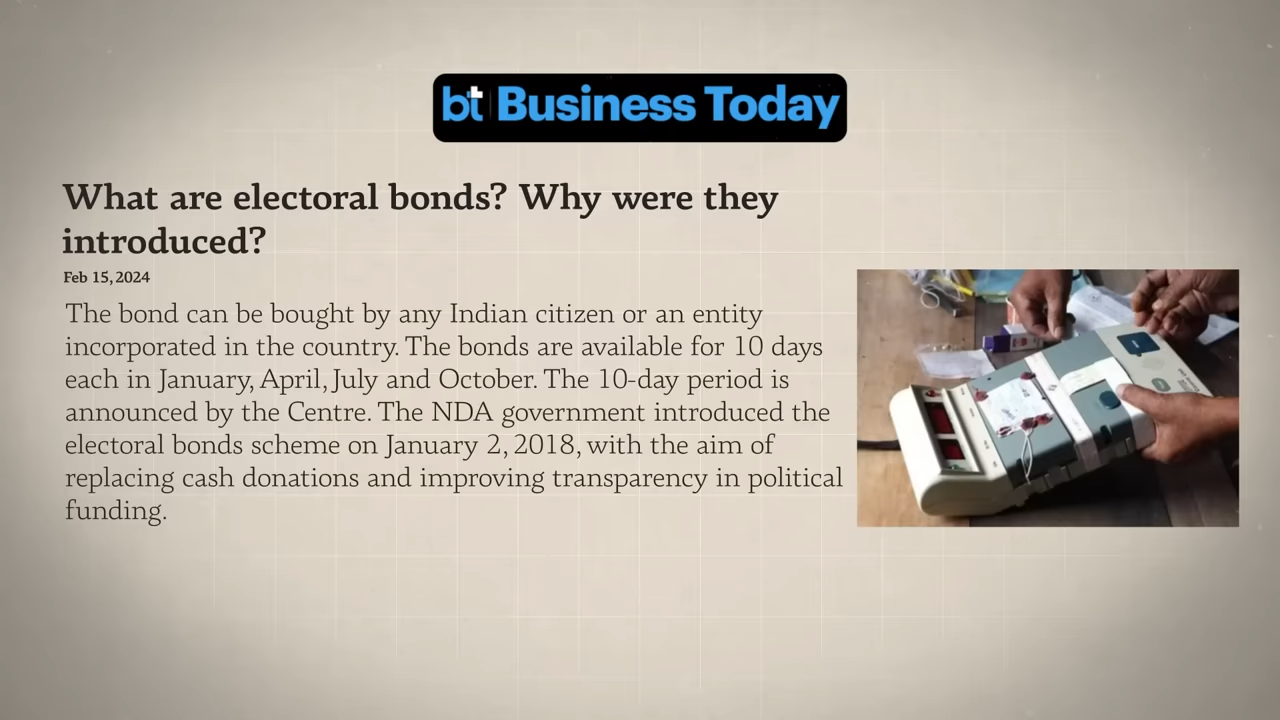 bt Business Today
What are electoral bonds? Why were they
introduced?
Feb 15, 2024
The bond can be bought by any Indian citizen or an entity
incorporated in the country. The bonds are available for 10 days
each in January, April, July and October. The 10-day period is
announced by the Centre. The NDA government introduced the
electoral bonds scheme on January 2, 2018, with the aim of
replacing cash donations and improving transparency in political
funding.